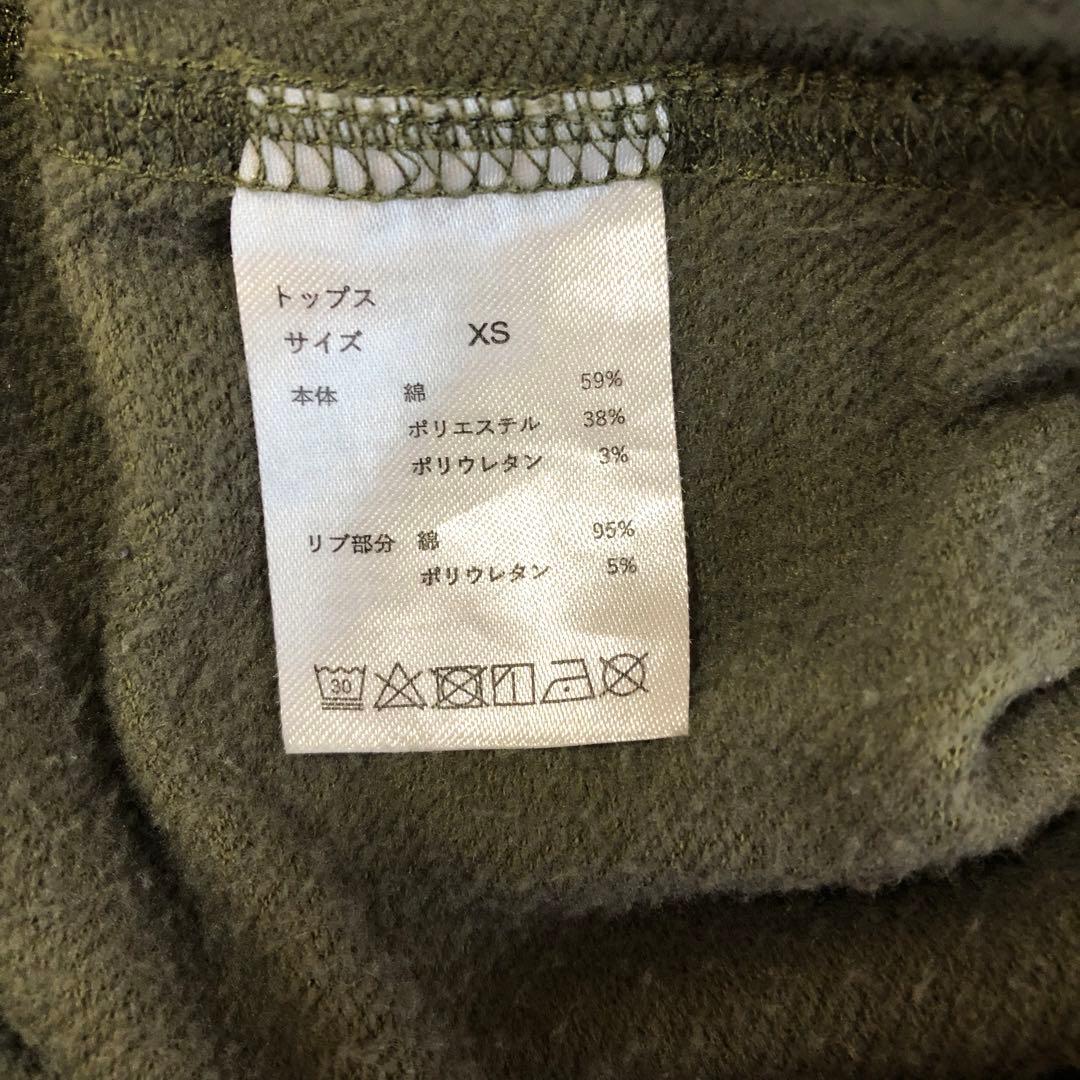 トップス
サイズ XS
本体 綿 59%
ポリエステル 38%
ポリウレタン 3%
リブ部分 綿 95%
ポリウレタン 5%
30